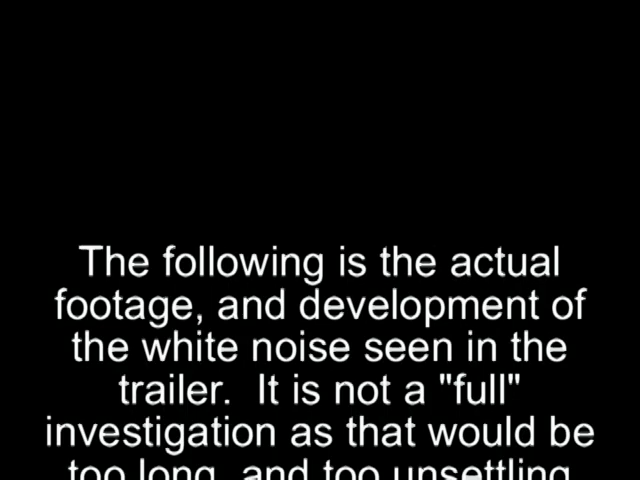 The following is the actual
footage, and development of
the white noise seen in the
trailer.  It is not a "full"
investigation as that would be
too long, and too unsettling